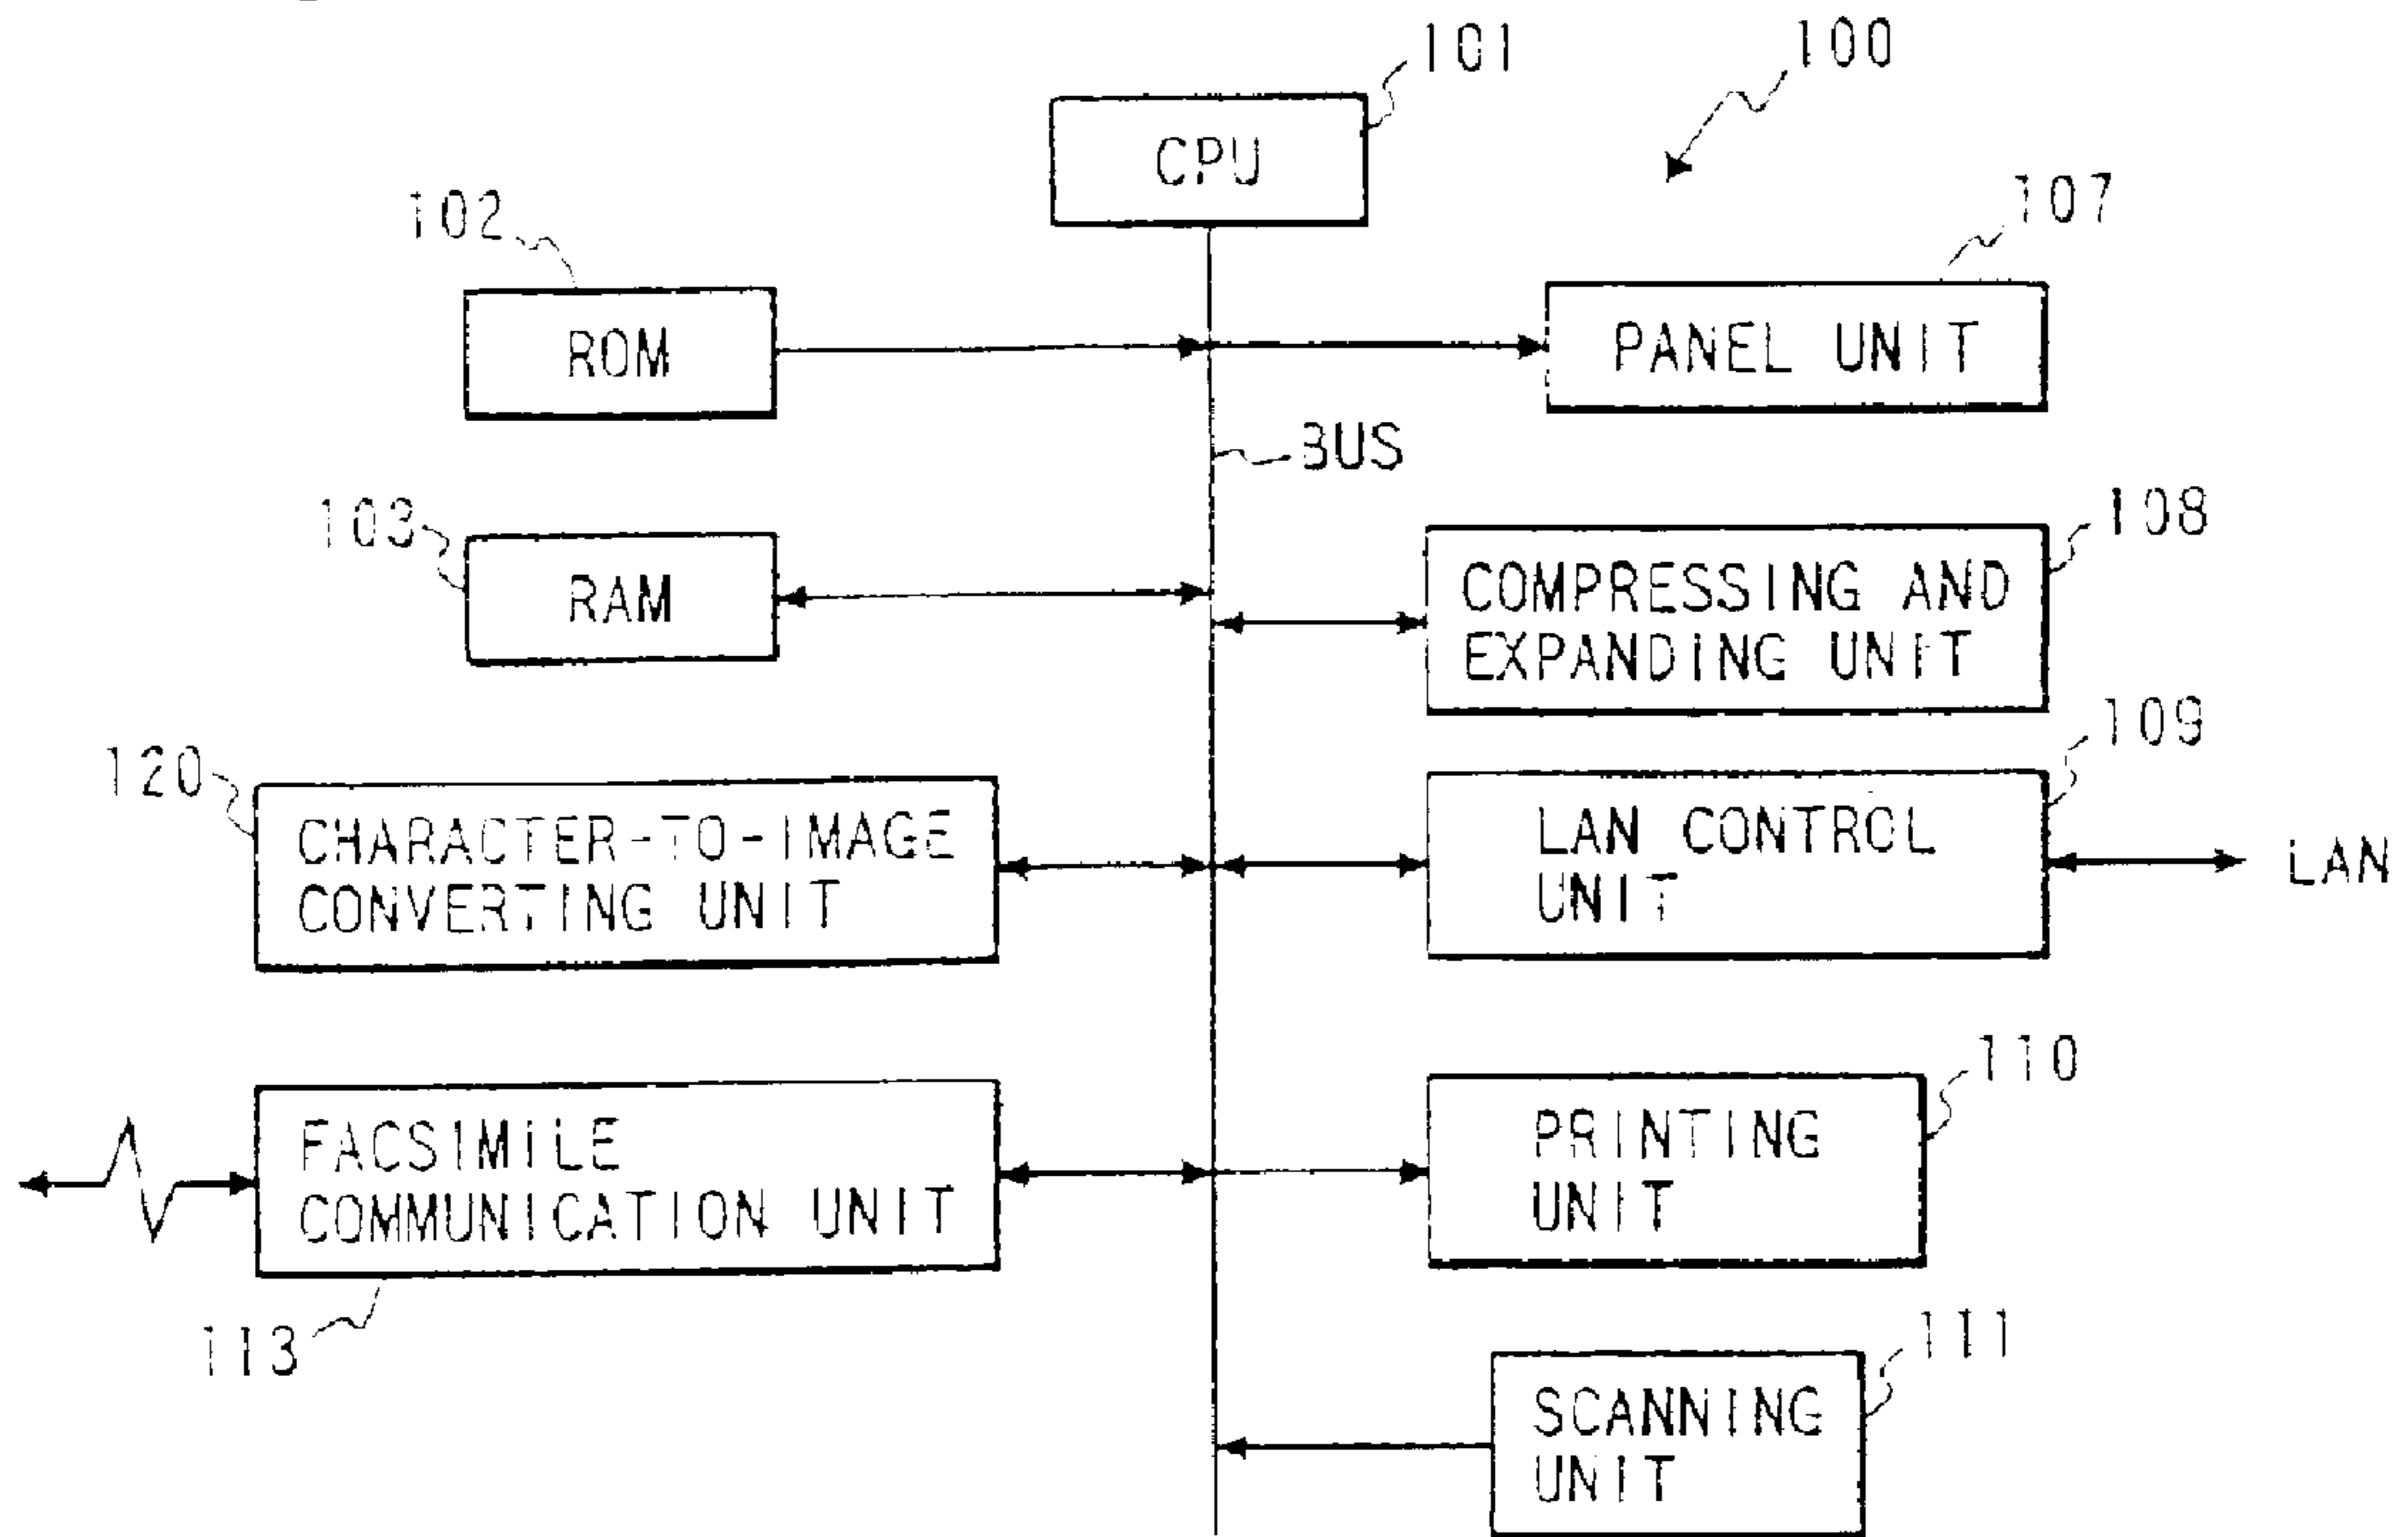 101
100
CPU
102
107
ROM
PANEL UNIT
BUS
103
108
RAM
COMPRESSING AND
EXPANDING UNIT
109
120
CHARACTER-TO-IMAGE
CONVERTING UNIT
LAN CONTROL
UNIT
LAN
110
FACSIMILE
COMMUNICATION UNIT
PRINTING
UNIT
113
111
SCANNING
UNIT